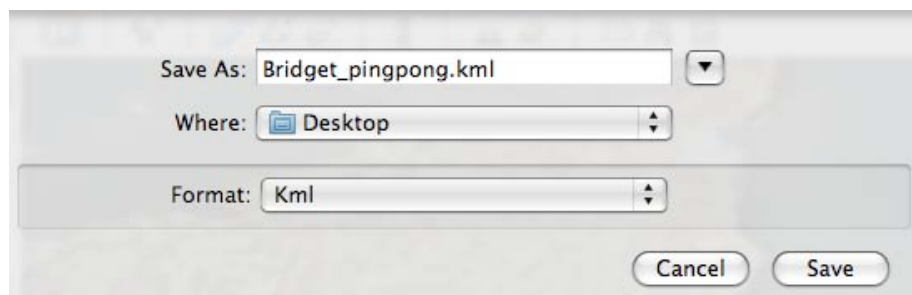 Save As: Bridget_pingpong.kml
Where: Desktop
Format: Kml
Cancel Save